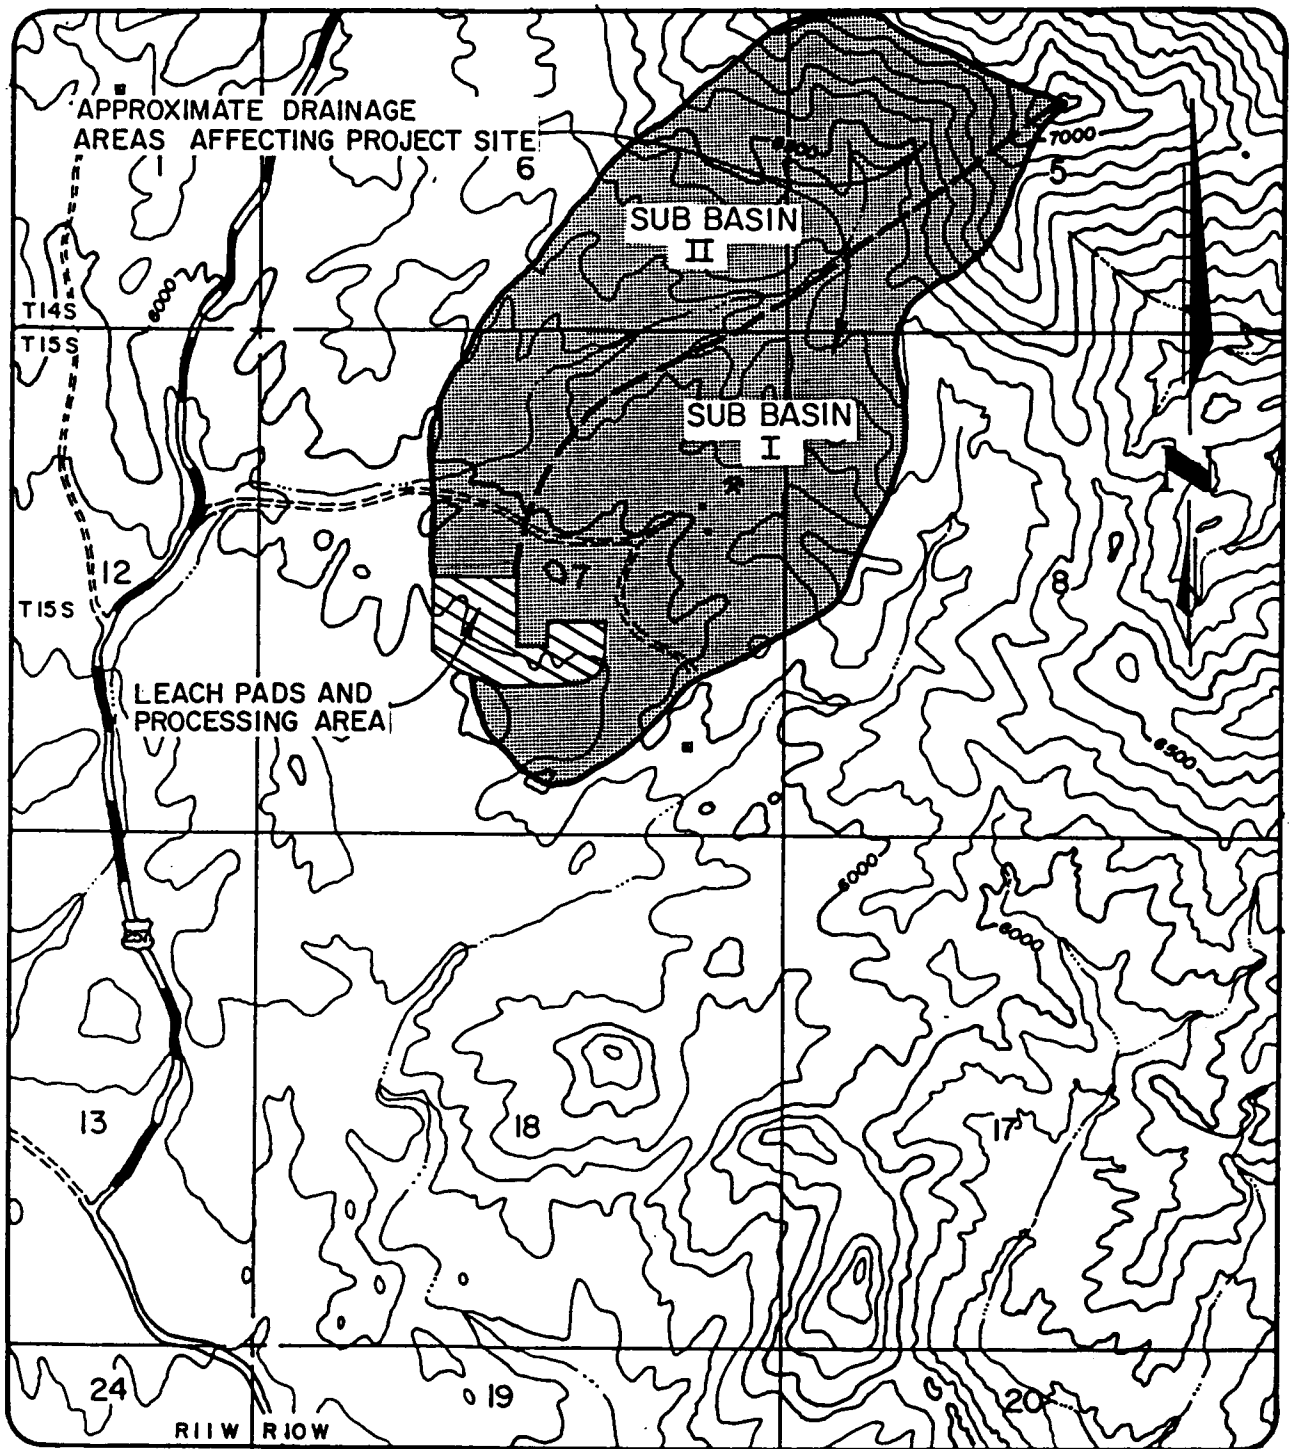 APPROXIMATE DRAINAGE
AREAS AFFECTING PROJECT SITE
1
6
5
7000
SUB BASIN
II
6000
T14S
T15S
SUB BASIN
I
N
12
7
8
T15S
LEACH PADS AND
PROCESSING AREA
6500
6000
257
6000
13
18
17
24
19
20
R11W R10W